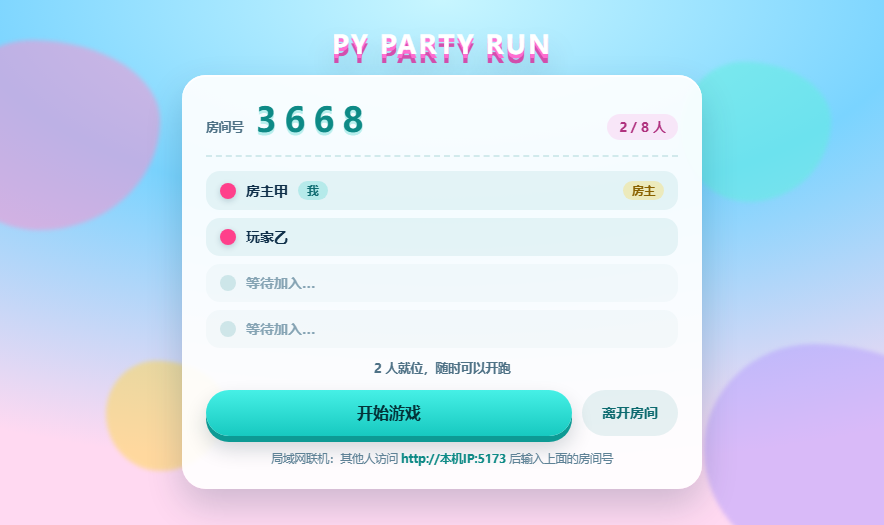 PY PARTY RUN
房间号 3668 2 / 8 人
房主甲 我 房主
玩家乙
等待加入...
等待加入...
2 人就位，随时可以开跑
开始游戏 离开房间
局域网联机：其他人访问 http://本机IP:5173 后输入上面的房间号